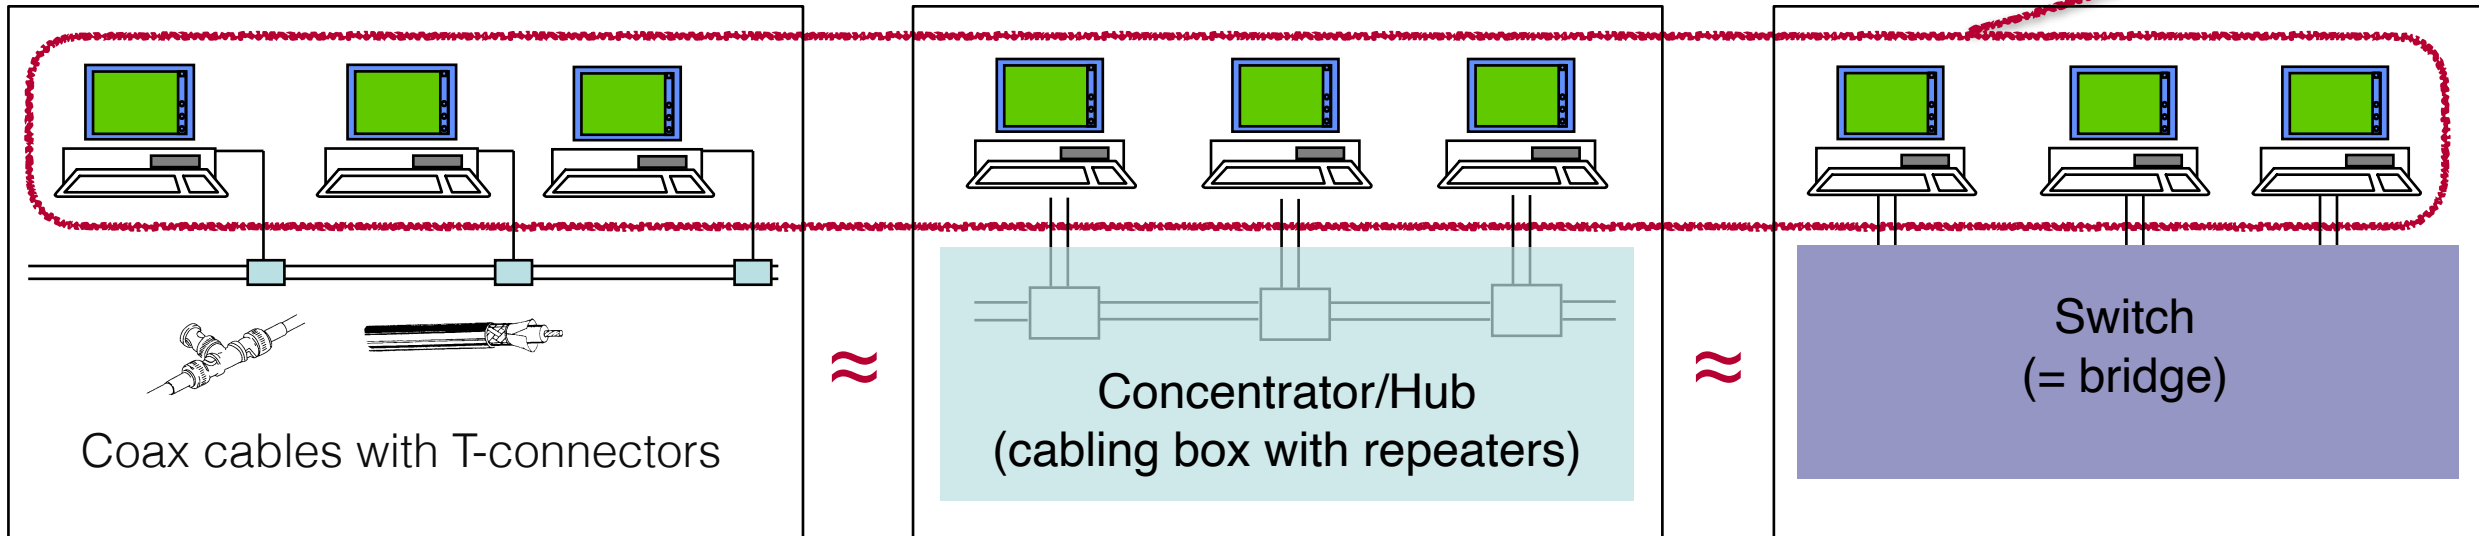 Coax cables with T-connectors
≈
Concentrator/Hub
(cabling box with repeaters)
≈
Switch
(= bridge)